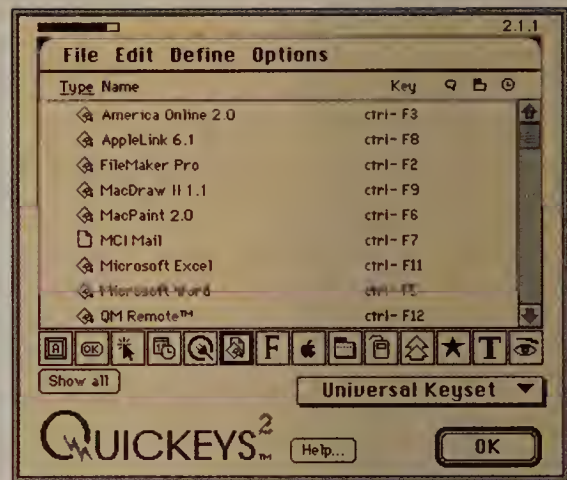 2.1.1
File Edit Define Options
Type Name Key
America Online 2.0 ctrl-F3
AppleLink 6.1 ctrl-F8
FileMaker Pro ctrl-F2
MacDraw II 1.1 ctrl-F9
MacPaint 2.0 ctrl-F6
MCI Mail ctrl-F7
Microsoft Excel ctrl-F11
Microsoft Word
QM Remote™ ctrl-F12
OK F T
Show all
Universal Keyset
QUICKEYS2™
Help...
OK